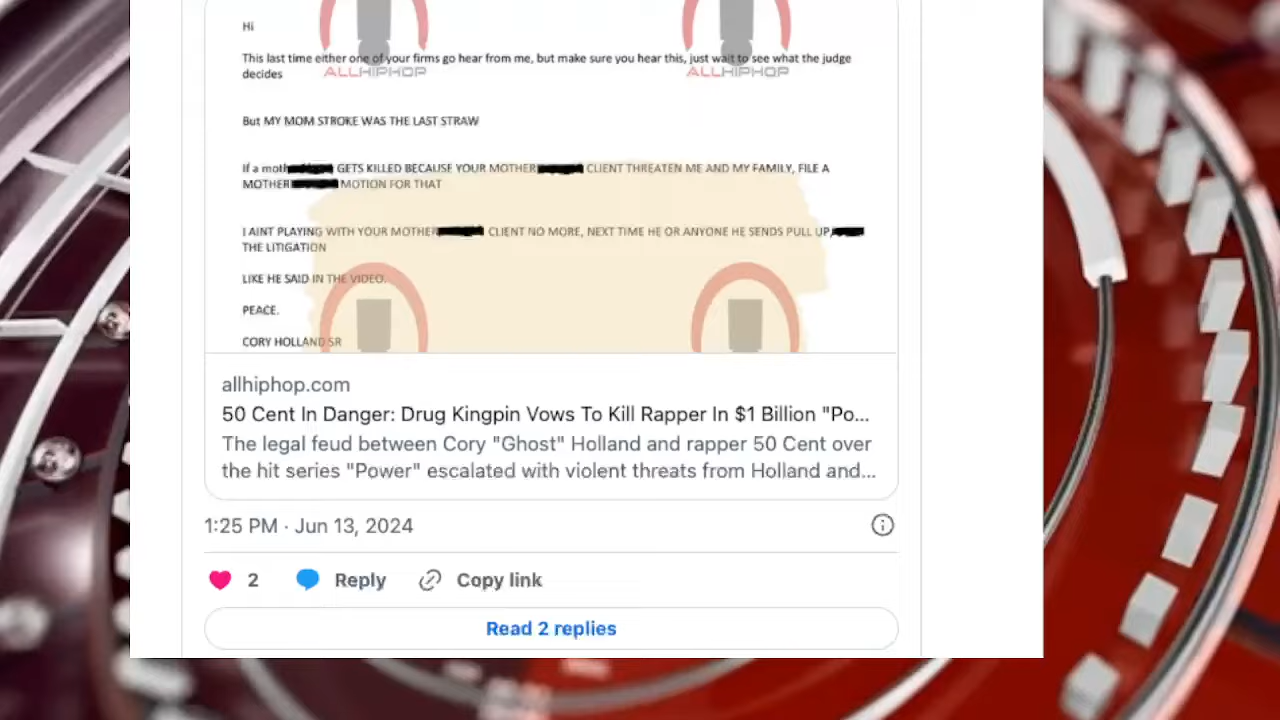 Hi
This last time either one of your firms go hear from me, but make sure you hear this, just wait to see what the judge
decides
ALLHIPHOP ALLHIPHOP
But MY MOM STROKE WAS THE LAST STRAW
If a moth GETS KILLED BECAUSE YOUR MOTHER CLIENT THREATEN ME AND MY FAMILY, FILE A
MOTHER MOTION FOR THAT
I AINT PLAYING WITH YOUR MOTHER CLIENT NO MORE, NEXT TIME HE OR ANYONE HE SENDS PULL UP,
THE LITIGATION
LIKE HE SAID IN THE VIDEO.
PEACE.
CORY HOLLAND SR
allhiphop.com
50 Cent In Danger: Drug Kingpin Vows To Kill Rapper In $1 Billion "Po...
The legal feud between Cory "Ghost" Holland and rapper 50 Cent over
the hit series "Power" escalated with violent threats from Holland and...
1:25 PM · Jun 13, 2024
2 Reply Copy link
Read 2 replies